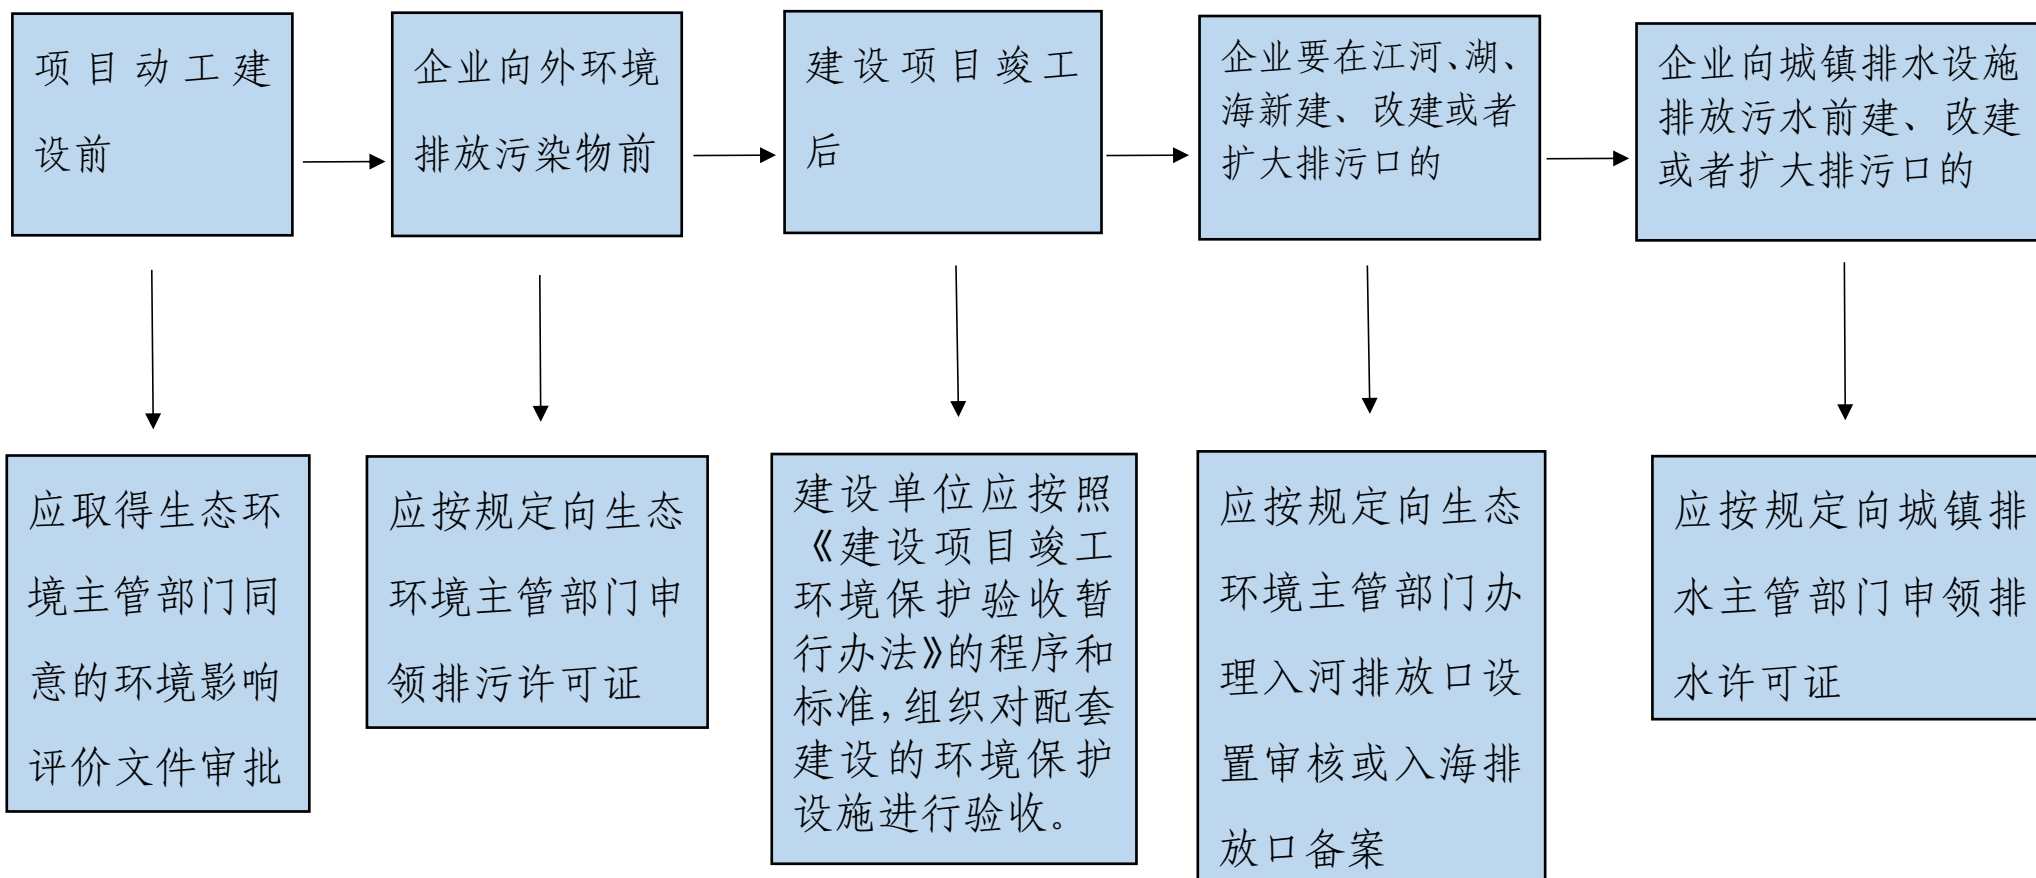 项目动工建
设前
企业向外环境
排放污染物前
建设项目竣工
后
企业要在江河、湖、
海新建、改建或者
扩大排污口的
企业向城镇排水设施
排放污水前建、改建
或者扩大排污口的
应取得生态环
境主管部门同
意的环境影响
评价文件审批
应按规定向生态
环境主管部门申
领排污许可证
建设单位应按照
《建设项目竣工
环境保护验收暂
行办法》的程序和
标准，组织对配套
建设的环境保护
设施进行验收。
应按规定向生态
环境主管部门办
理入河排放口设
置审核或入海排
放口备案
应按规定向城镇排
水主管部门申领排
水许可证